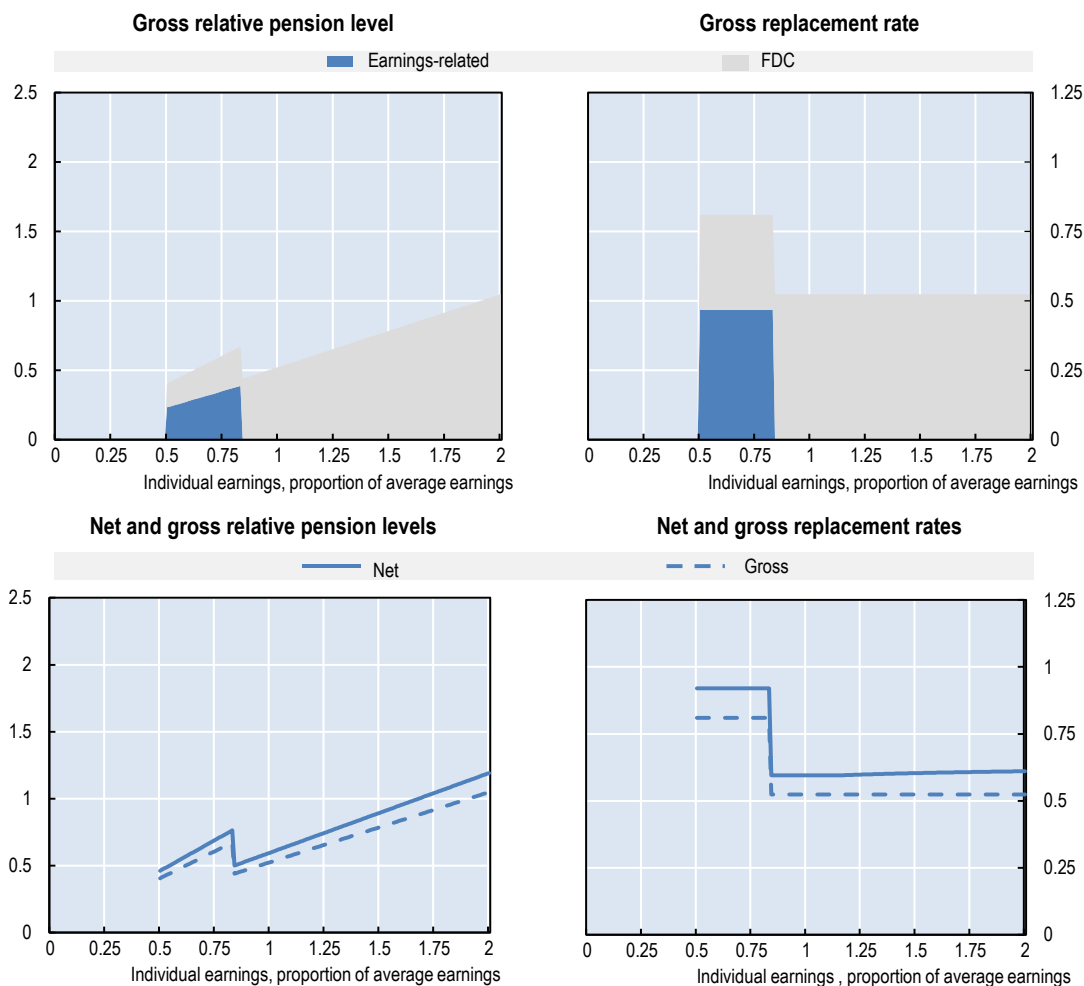 Gross relative pension level
Gross replacement rate
Earnings-related
FDC
2.5
2
1.5
1
0.5
0
0 0.25 0.5 0.75 1 1.25 1.5 1.75 2
Individual earnings, proportion of average earnings
1.25
1
0.75
0.5
0.25
0
0 0.25 0.5 0.75 1 1.25 1.5 1.75 2
Individual earnings, proportion of average earnings
Net and gross relative pension levels
Net and gross replacement rates
Net
Gross
2.5
2
1.5
1
0.5
0
0 0.25 0.5 0.75 1 1.25 1.5 1.75 2
Individual earnings, proportion of average earnings
1.25
1
0.75
0.5
0.25
0
0 0.25 0.5 0.75 1 1.25 1.5 1.75 2
Individual earnings , proportion of average earnings